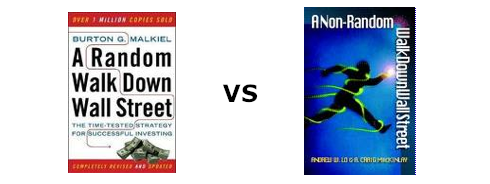 OVER 1 MILLION COPIES SOLD
BURTON G. MALKIEL
A Random
Walk Down
Wall Street
THE TIME-TESTED STRATEGY
FOR SUCCESSFUL INVESTING
COMPLETELY REVISED AND UPDATED
VS
A Non-Random
Walk Down Wall Street
ANDREW W. LO & A. CRAIG MACKINLAY